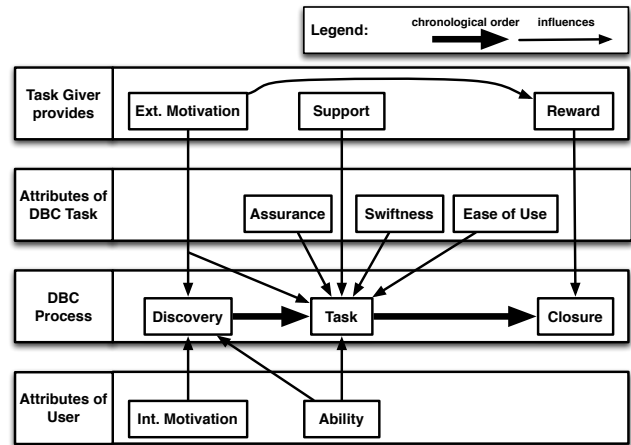 Legend:
chronological order
influences
Task Giver
provides
Ext. Motivation
Support
Reward
Attributes of
DBC Task
Assurance
Swiftness
Ease of Use
DBC
Process
Discovery
Task
Closure
Attributes of
User
Int. Motivation
Ability